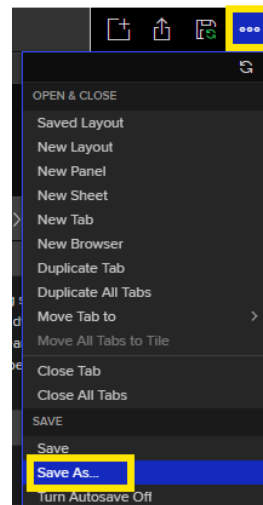 OPEN & CLOSE
Saved Layout
New Layout
New Panel
New Sheet
New Tab
New Browser
Duplicate Tab
Duplicate All Tabs
Move Tab to
Move All Tabs to Tile
Close Tab
Close All Tabs
SAVE
Save
Save As...
Turn Autosave Off